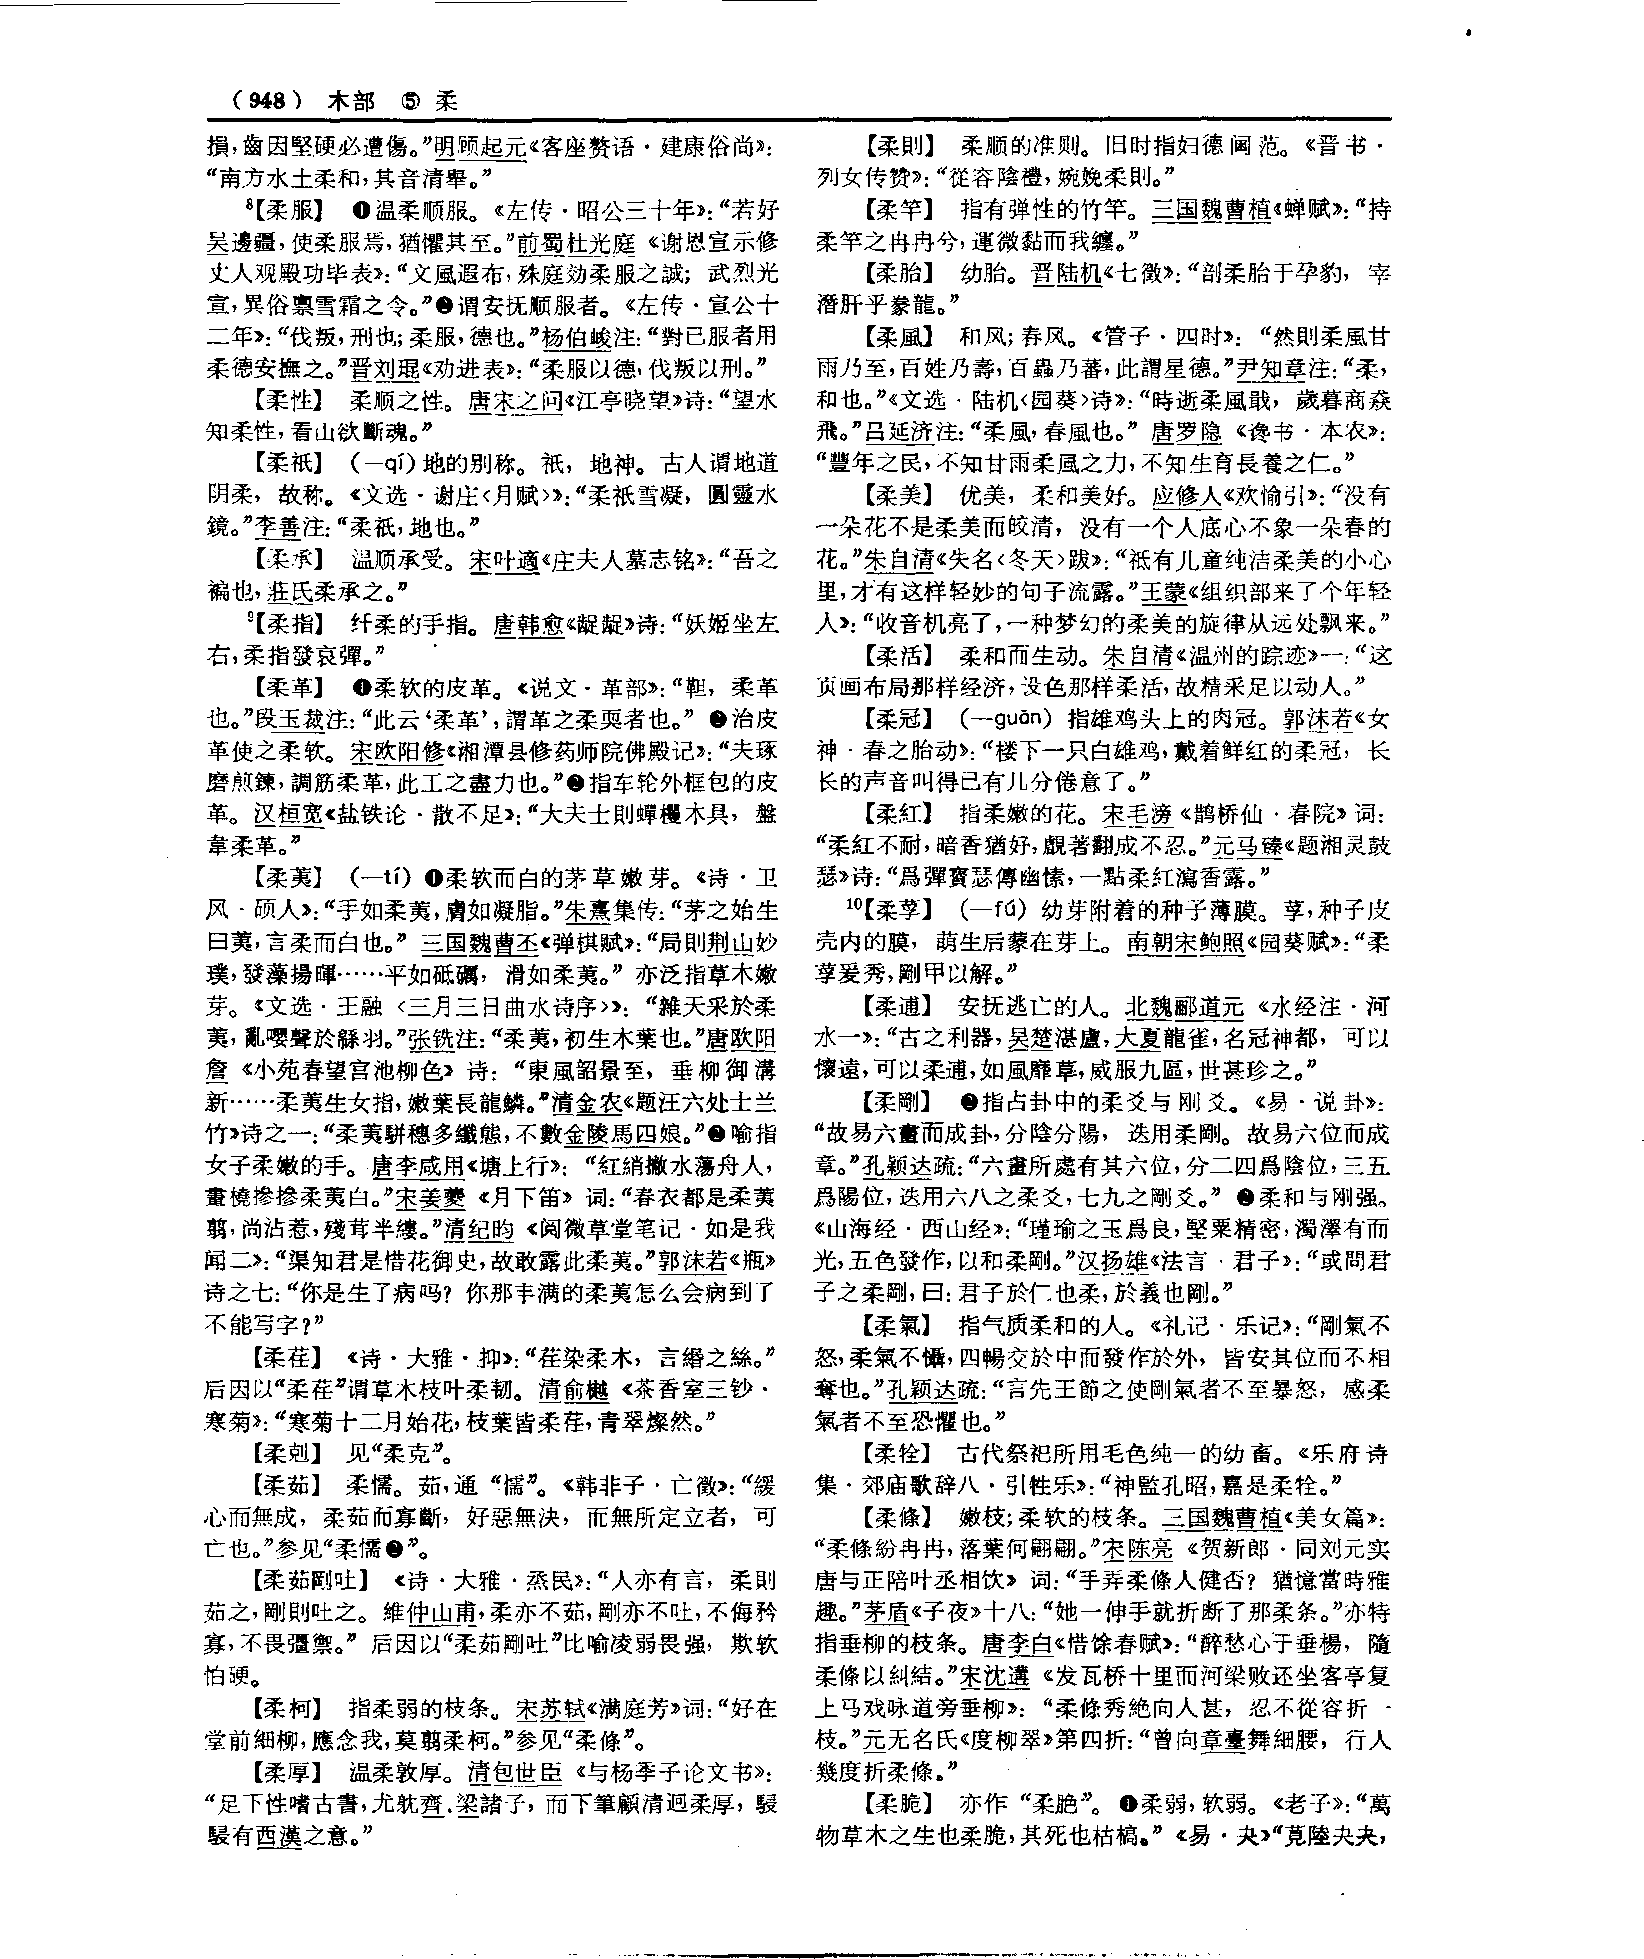 （948） 木部 ⑤ 柔
損，齒因堅硬必遭傷。”明顾起元《客座赘语·建康俗尚》：
“南方水土柔和，其音清舉。”
⁸【柔服】 ❶温柔顺服。《左传·昭公三十年》：“若好
吴邊疆，使柔服焉，猶懼其至。”前蜀杜光庭《谢恩宣示修
丈人观殿功毕表》：“文風遐布，殊庭効柔服之誠；武烈光
宣，異俗禀雪霜之令。”❷谓安抚顺服者。《左传·宣公十
二年》：“伐叛，刑也；柔服，德也。”杨伯峻注：“對已服者用
柔德安撫之。”晋刘琨《劝进表》：“柔服以德，伐叛以刑。”
【柔性】 柔顺之性。唐宋之问《江亭晓望》诗：“望水
知柔性，看山欲斷魂。”
【柔祇】 （—qí）地的别称。祇，地神。古人谓地道
阴柔，故称。《文选·谢庄〈月赋〉》：“柔祇雪凝，圓靈水
鏡。”李善注：“柔祇，地也。”
【柔承】 温顺承受。宋叶適《庄夫人墓志铭》：“吾之
褊也，莊氏柔承之。”
⁹【柔指】 纤柔的手指。唐韩愈《龊龊》诗：“妖姬坐左
右，柔指發哀彈。”
【柔革】 ❶柔软的皮革。《说文·革部》：“靼，柔革
也。”段玉裁注：“此云‘柔革’，謂革之柔耎者也。” ❷治皮
革使之柔软。宋欧阳修《湘潭县修药师院佛殿记》：“夫琢
磨煎鍊，調筋柔革，此工之盡力也。”❸指车轮外框包的皮
革。汉桓宽《盐铁论·散不足》：“大夫士則蟬欔木具，盤
韋柔革。”
【柔荑】 （—tí）❶柔软而白的茅草嫩芽。《诗·卫
风·硕人》：“手如柔荑，膚如凝脂。”朱熹集传：“茅之始生
曰荑，言柔而白也。” 三国魏曹丕《弹棋赋》：“局則荆山妙
璞，發藻揚暉……平如砥礪，滑如柔荑。” 亦泛指草木嫩
芽。《文选·王融〈三月三日曲水诗序〉》：“雜夭采於柔
荑，亂嚶聲於緜羽。”张铣注：“柔荑，初生木葉也。”唐欧阳
詹《小苑春望宫池柳色》诗：“東風韶景至，垂柳御溝
新……柔荑生女指，嫩葉長龍鱗。”清金农《题汪六处士兰
竹》诗之一：“柔荑駢穗多纖態，不數金陵馬四娘。”❷喻指
女子柔嫩的手。唐李咸用《塘上行》：“紅綃撇水蕩舟人，
畫橈摻摻柔荑白。”宋姜夔《月下笛》词：“春衣都是柔荑
翦，尚沾惹，殘茸半縷。”清纪昀《阅微草堂笔记·如是我
闻二》：“渠知君是惜花御史，故敢露此柔荑。”郭沫若《瓶》
诗之七：“你是生了病吗？你那丰满的柔荑怎么会病到了
不能写字？”
【柔荏】 《诗·大雅·抑》：“荏染柔木，言緡之絲。”
后因以“柔荏”谓草木枝叶柔韧。清俞樾《茶香室三钞·
寒菊》：“寒菊十二月始花，枝葉皆柔荏，青翠燦然。”
【柔剋】 见“柔克”。
【柔茹】 柔懦。茹，通“懦”。《韩非子·亡徵》：“緩
心而無成，柔茹而寡斷，好惡無決，而無所定立者，可
亡也。”参见“柔懦❷”。
【柔茹剛吐】 《诗·大雅·烝民》：“人亦有言，柔則
茹之，剛則吐之。維仲山甫，柔亦不茹，剛亦不吐，不侮矜
寡，不畏彊禦。” 后因以“柔茹剛吐”比喻凌弱畏强，欺软
怕硬。
【柔柯】 指柔弱的枝条。宋苏轼《满庭芳》词：“好在
堂前細柳，應念我，莫翦柔柯。”参见“柔條”。
【柔厚】 温柔敦厚。清包世臣《与杨季子论文书》：
“足下性嗜古書，尤躭齊、梁諸子，而下筆顧清迥柔厚，駸
駸有西漢之意。”
【柔則】 柔顺的准则。旧时指妇德闺范。《晋书·
列女传赞》：“從容陰禮，婉娩柔則。”
【柔竿】 指有弹性的竹竿。三国魏曹植《蝉赋》：“持
柔竿之冉冉兮，運微黏而我纏。”
【柔胎】 幼胎。晋陆机《七徵》：“剖柔胎于孕豹，宰
潛肝乎豢龍。”
【柔風】 和风；春风。《管子·四时》：“然則柔風甘
雨乃至，百姓乃壽，百蟲乃蕃，此謂星德。”尹知章注：“柔，
和也。”《文选·陆机〈园葵〉诗》：“時逝柔風戢，歲暮商猋
飛。”吕延济注：“柔風，春風也。” 唐罗隐《谗书·本农》：
“豐年之民，不知甘雨柔風之力，不知生育長養之仁。”
【柔美】 优美，柔和美好。应修人《欢愉引》：“没有
一朵花不是柔美而皎清，没有一个人底心不象一朵春的
花。”朱自清《失名〈冬天〉跋》：“祗有儿童纯洁柔美的小心
里，才有这样轻妙的句子流露。”王蒙《组织部来了个年轻
人》：“收音机亮了，一种梦幻的柔美的旋律从远处飘来。”
【柔活】 柔和而生动。朱自清《温州的踪迹》一：“这
页画布局那样经济，设色那样柔活，故精采足以动人。”
【柔冠】 （—guān）指雄鸡头上的肉冠。郭沫若《女
神·春之胎动》：“楼下一只白雄鸡，戴着鲜红的柔冠，长
长的声音叫得已有儿分倦意了。”
【柔紅】 指柔嫩的花。宋毛滂《鹊桥仙·春院》词：
“柔紅不耐，暗香猶好，覷著翻成不忍。”元马臻《题湘灵鼓
瑟》诗：“爲彈寳瑟傳幽愫，一點柔紅瀉香露。”
¹⁰【柔莩】 （—fú）幼芽附着的种子薄膜。莩，种子皮
壳内的膜，萌生后蒙在芽上。南朝宋鲍照《园葵赋》：“柔
莩爰秀，剛甲以解。”
【柔逋】 安抚逃亡的人。北魏郦道元《水经注·河
水一》：“古之利器，吴楚湛盧，大夏龍雀，名冠神都，可以
懷遠，可以柔逋，如風靡草，威服九區，世甚珍之。”
【柔剛】 ❶指占卦中的柔爻与刚爻。《易·说卦》：
“故易六畫而成卦，分陰分陽，迭用柔剛。故易六位而成
章。”孔颖达疏：“六畫所處有其六位，分二四爲陰位，三五
爲陽位，迭用六八之柔爻，七九之剛爻。” ❷柔和与刚强。
《山海经·西山经》：“瑾瑜之玉爲良，堅粟精密，濁澤有而
光，五色發作，以和柔剛。”汉扬雄《法言·君子》：“或問君
子之柔剛，曰：君子於仁也柔，於義也剛。”
【柔氣】 指气质柔和的人。《礼记·乐记》：“剛氣不
怒，柔氣不懾，四暢交於中而發作於外，皆安其位而不相
奪也。”孔颖达疏：“言先王節之使剛氣者不至暴怒，感柔
氣者不至恐懼也。”
【柔牷】 古代祭祀所用毛色纯一的幼畜。《乐府诗
集·郊庙歌辞八·引牲乐》：“神監孔昭，嘉是柔牷。”
【柔條】 嫩枝；柔软的枝条。三国魏曹植《美女篇》：
“柔條紛冉冉，落葉何翩翩。”宋陈亮《贺新郎·同刘元实
唐与正陪叶丞相饮》词：“手弄柔條人健否？猶憶當時雅
趣。”茅盾《子夜》十八：“她一伸手就折断了那柔条。”亦特
指垂柳的枝条。唐李白《惜馀春赋》：“醉愁心于垂楊，隨
柔條以糾結。”宋沈遘《发瓦桥十里而河梁败还坐客亭复
上马戏咏道旁垂柳》：“柔條秀絶向人甚，忍不從容折一
枝。”元无名氏《度柳翠》第四折：“曾向章臺舞細腰，行人
幾度折柔條。”
【柔脆】 亦作“柔脃”。❶柔弱，软弱。《老子》：“萬
物草木之生也柔脆，其死也枯槁。”《易·夬》“莧陸夬夬，